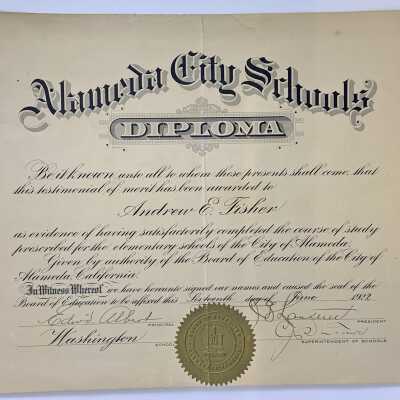 Alameda City Schools
DIPLOMA
Be it known unto all to whom these presents shall come, that
this testimonial of merit has been awarded to
Andrew E. Fisher
as evidence of having satisfactorily completed the course of study
prescribed for the elementary schools of the City of Alameda.
Given by authority of the Board of Education of the City of
Alameda, California.
In Witness Whereof we have hereunto signed our names and caused the seal of the
Board of Education to be affixed this Sixteenth day of June 1922
PRINCIPAL
PRESIDENT
Washington
SCHOOL
SUPERINTENDENT OF SCHOOLS